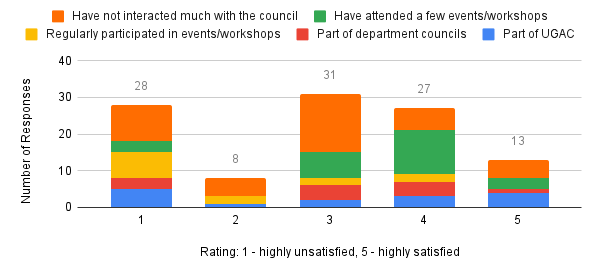 Have not interacted much with the council Have attended a few events/workshops
Regularly participated in events/workshops Part of department councils Part of UGAC
Number of Responses
40
30
20
10
0
28
8
31
27
13
1 2 3 4 5
Rating: 1 - highly unsatisfied, 5 - highly satisfied